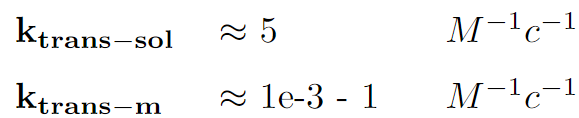 k_trans−sol ≈ 5 M⁻¹c⁻¹
k_trans−m ≈ 1e-3 - 1 M⁻¹c⁻¹